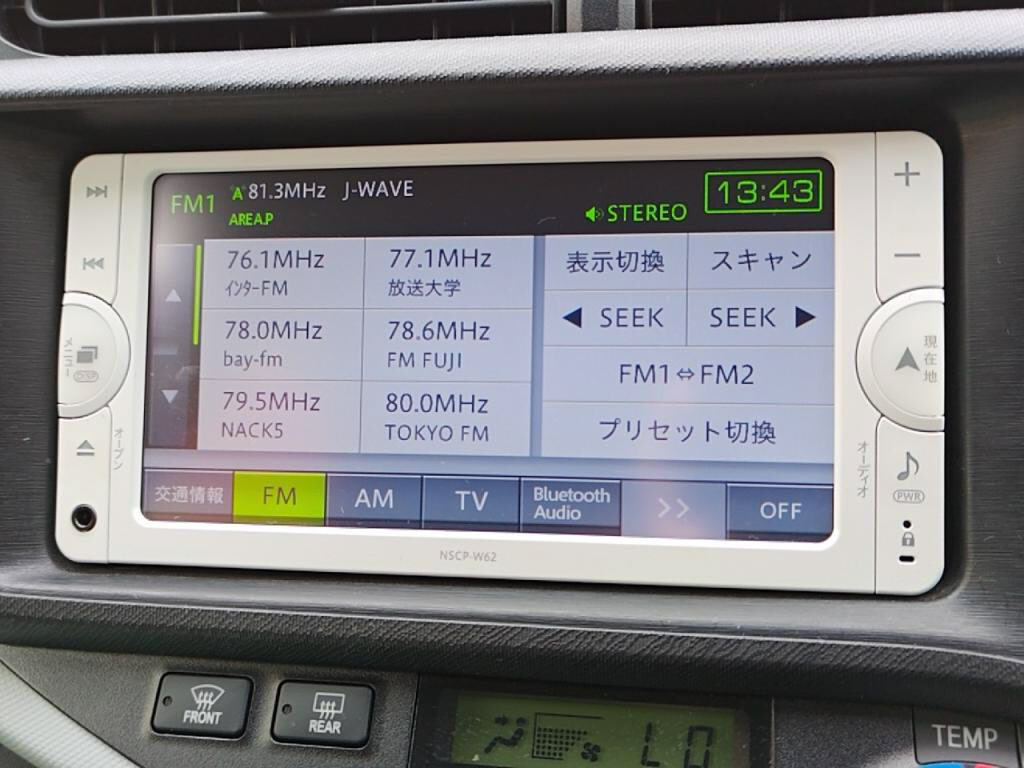 FM1 A 81.3MHz J-WAVE
AREA.P
STEREO
13:43
76.1MHz
インターFM
77.1MHz
放送大学
78.0MHz
bay-fm
78.6MHz
FM FUJI
79.5MHz
NACK5
80.0MHz
TOKYO FM
表示切換
スキャン
◀ SEEK
SEEK ▶
FM1⇔FM2
プリセット切換
交通情報
FM
AM
TV
Bluetooth
Audio
>>
OFF
メニュー
DISP
オープン
現在地
オーディオ
PWR
NSCP-W62
FRONT
REAR
LO
TEMP